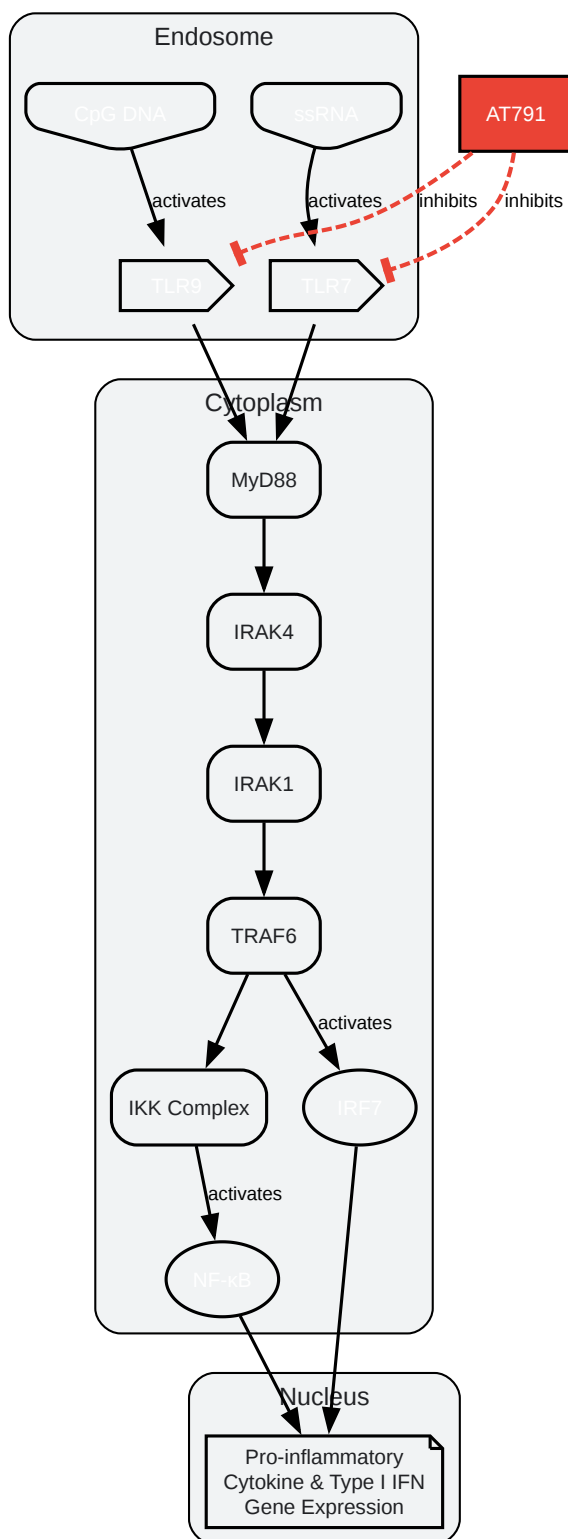 Endosome
CpG DNA
ssRNA
AT791
activates
activates
inhibits
inhibits
TLR9
TLR7
Cytoplasm
MyD88
IRAK4
IRAK1
TRAF6
activates
IKK Complex
IRF7
activates
NF-κB
Nucleus
Pro-inflammatory
Cytokine & Type I IFN
Gene Expression